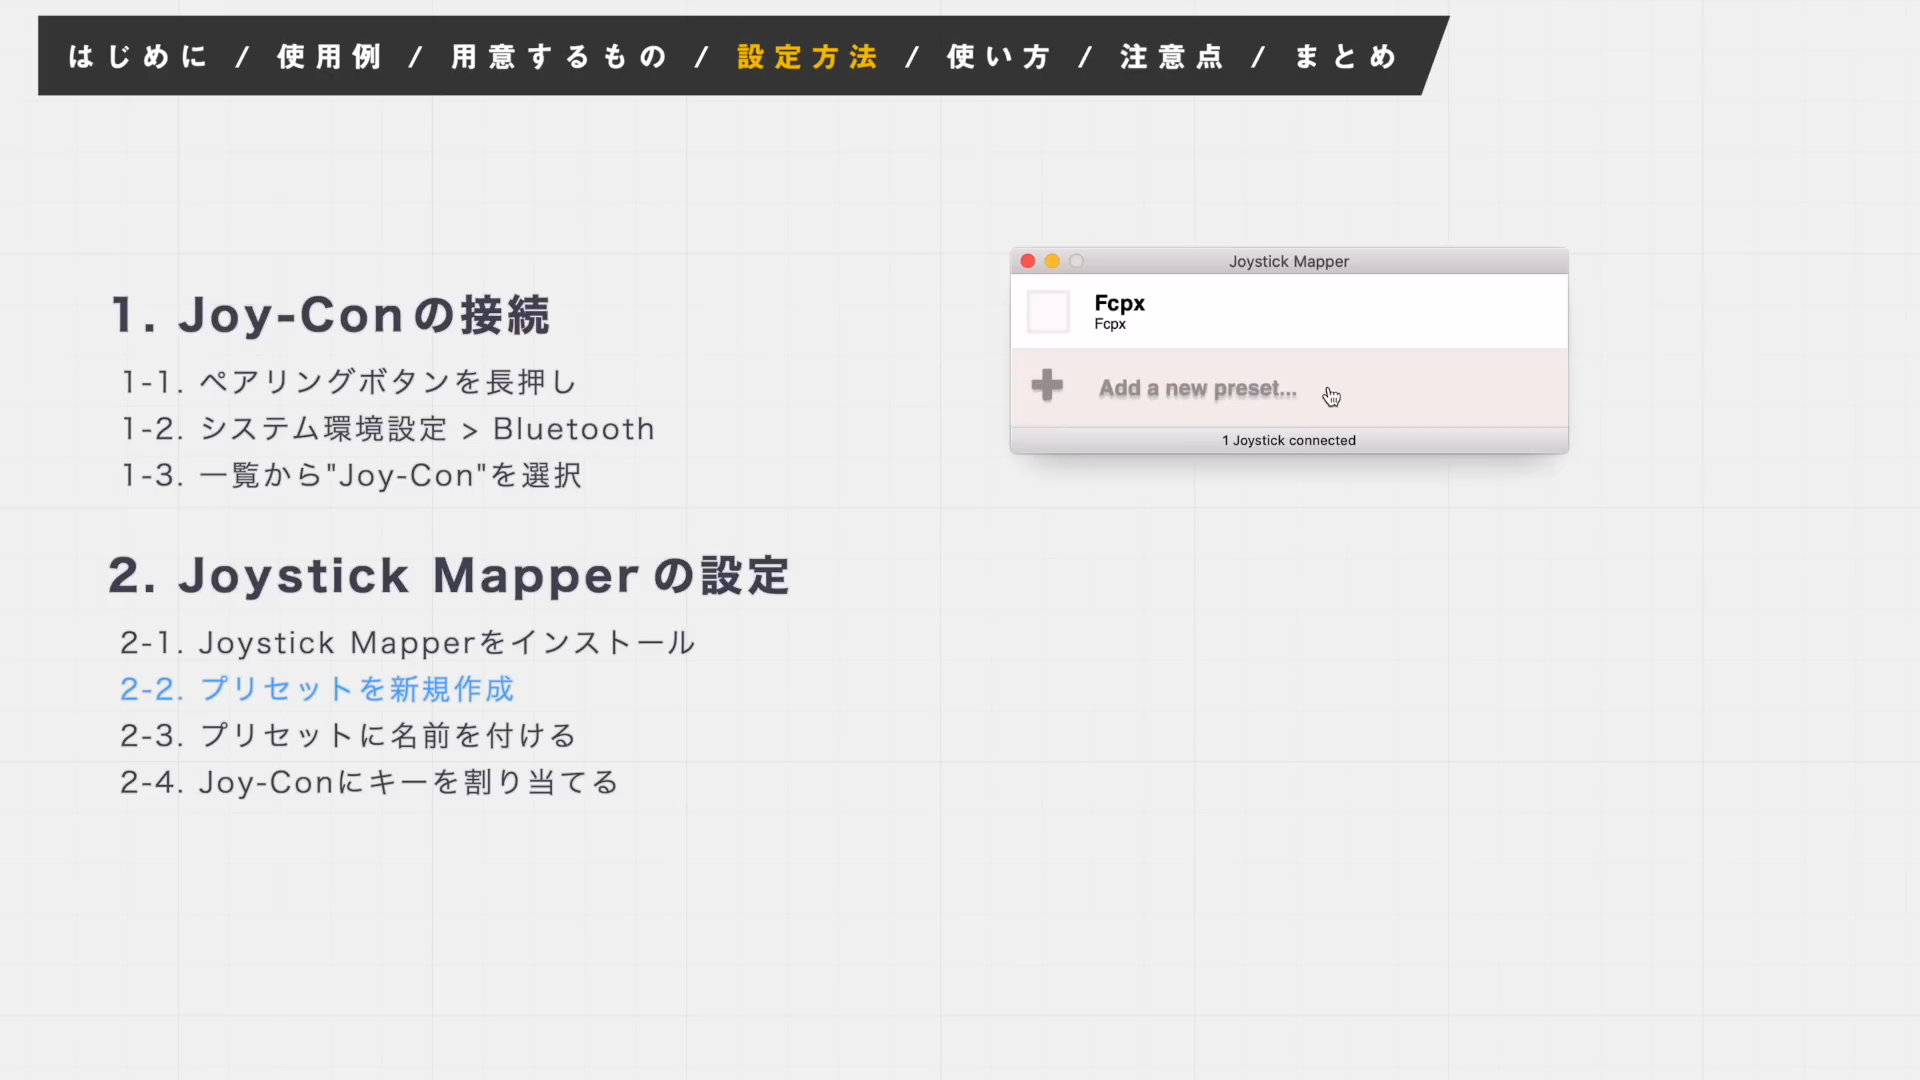 はじめに / 使用例 / 用意するもの / 設定方法 / 使い方 / 注意点 / まとめ
1. Joy-Conの接続
1-1. ペアリングボタンを長押し
1-2. システム環境設定 > Bluetooth
1-3. 一覧から"Joy-Con"を選択
2. Joystick Mapperの設定
2-1. Joystick Mapperをインストール
2-2. プリセットを新規作成
2-3. プリセットに名前を付ける
2-4. Joy-Conにキーを割り当てる
Joystick Mapper
Fcpx
Fcpx
Add a new preset...
1 Joystick connected